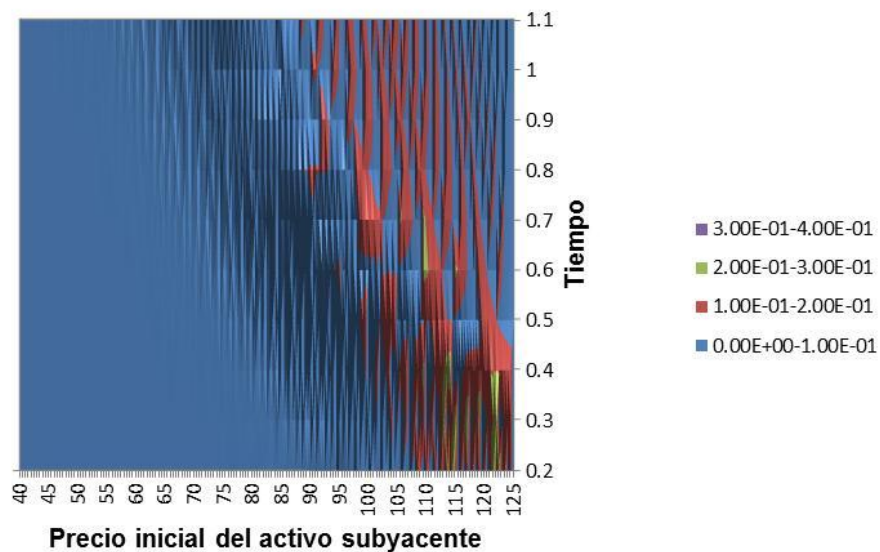 1.1
1
0.9
0.8
0.7
0.6
0.5
0.4
0.3
0.2
Tiempo
3.00E-01-4.00E-01
2.00E-01-3.00E-01
1.00E-01-2.00E-01
0.00E+00-1.00E-01
40 45 50 55 60 65 70 75 80 85 90 95 100 105 110 115 120 125
Precio inicial del activo subyacente